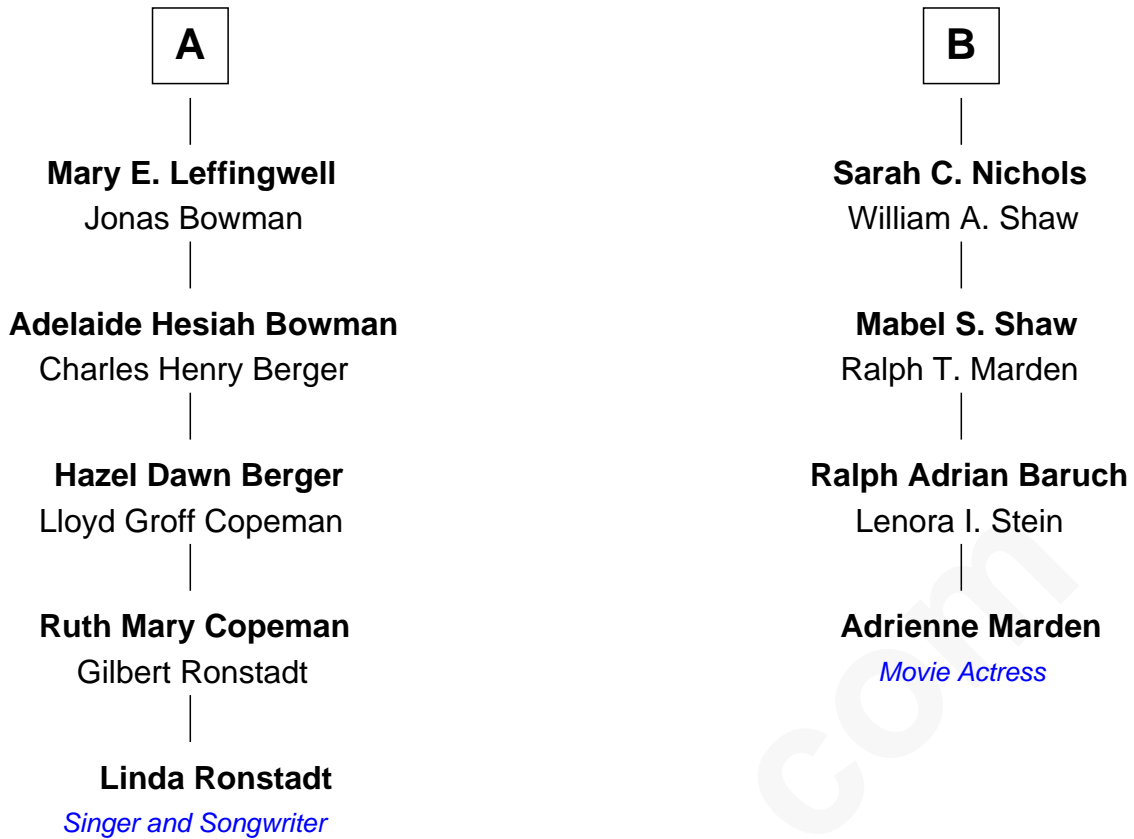 A
Mary E. Leffingwell
Jonas Bowman
Adelaide Hesiah Bowman
Charles Henry Berger
Hazel Dawn Berger
Lloyd Groff Copeman
Ruth Mary Copeman
Gilbert Ronstadt
Linda Ronstadt
Singer and Songwriter
B
Sarah C. Nichols
William A. Shaw
Mabel S. Shaw
Ralph T. Marden
Ralph Adrian Baruch
Lenora I. Stein
Adrienne Marden
Movie Actress
com